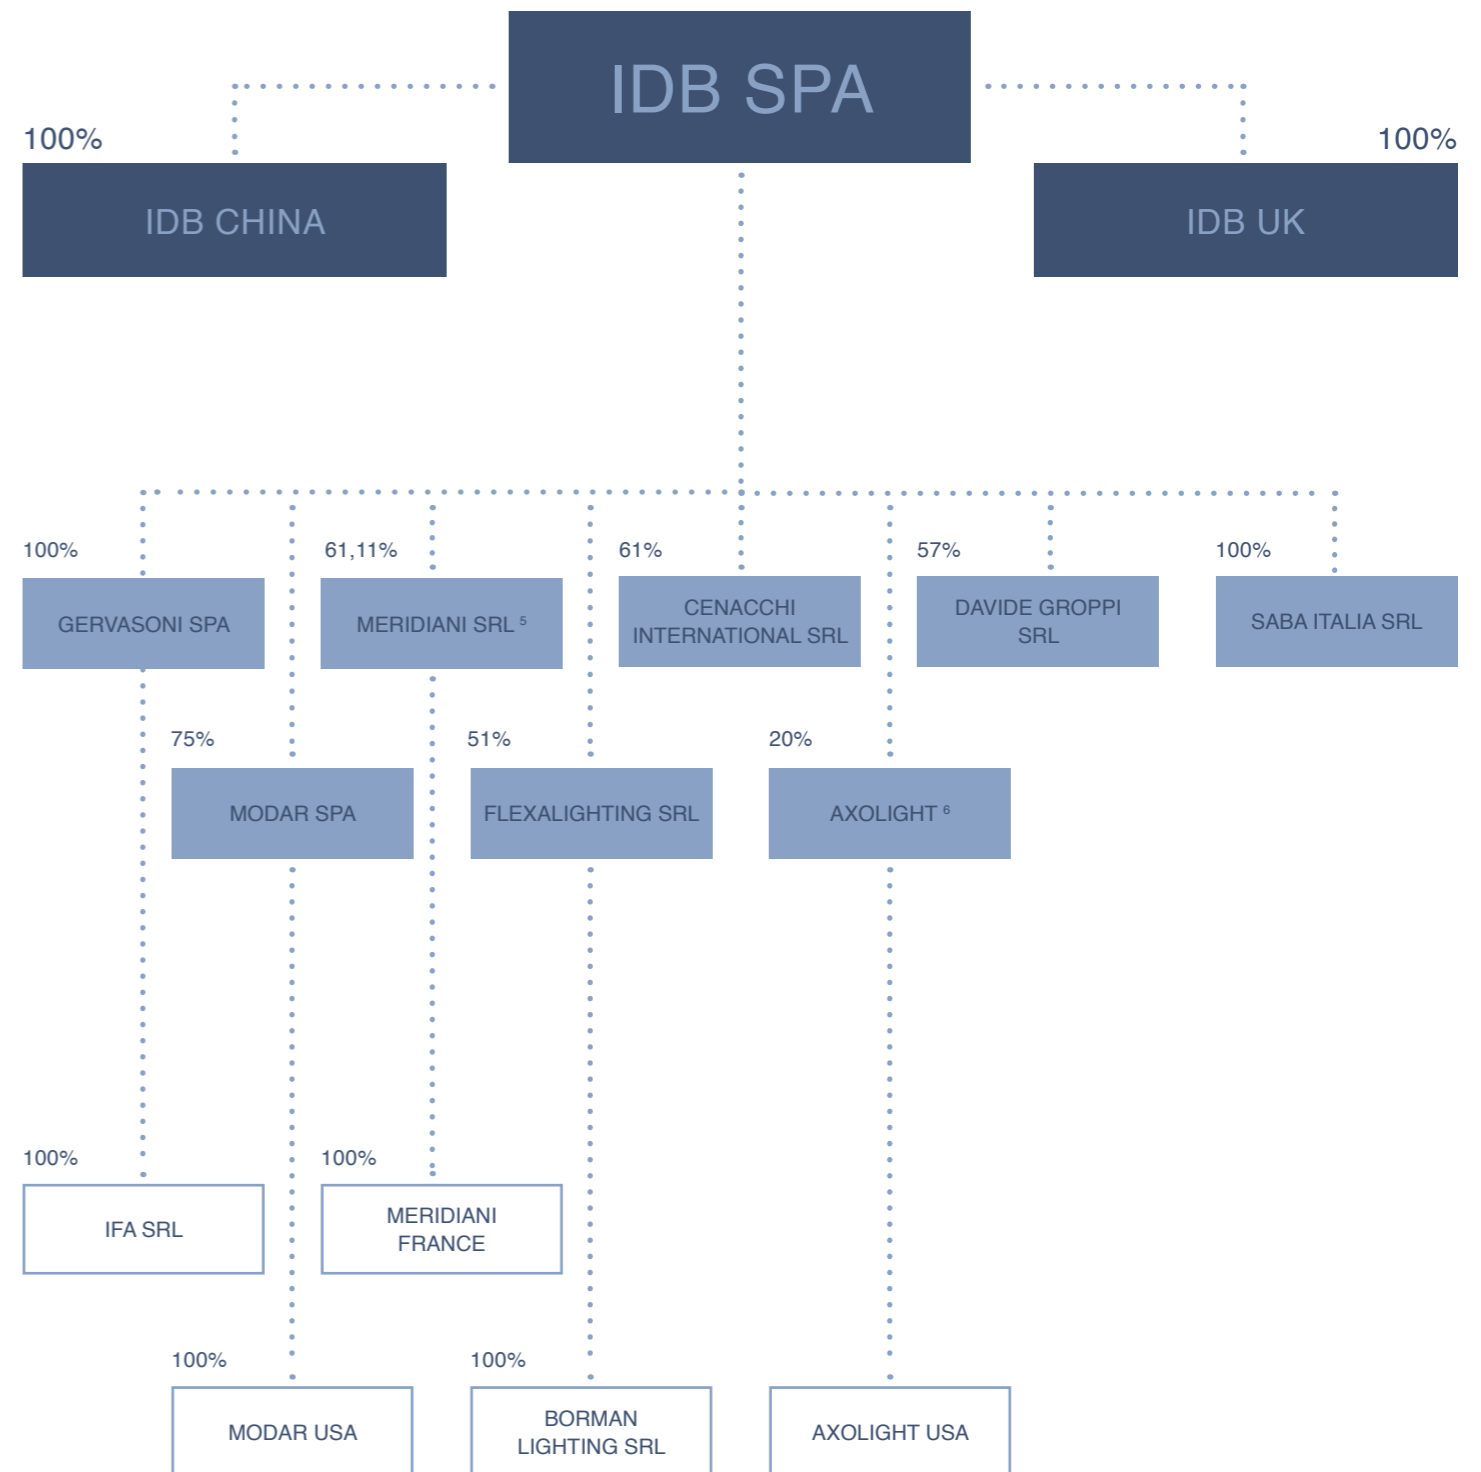 IDB SPA
100%
100%
IDB CHINA
IDB UK
100%
61,11%
61%
57%
100%
GERVASONI SPA
MERIDIANI SRL ⁵
CENACCHI
INTERNATIONAL SRL
DAVIDE GROPPI
SRL
SABA ITALIA SRL
75%
51%
20%
MODAR SPA
FLEXALIGHTING SRL
AXOLIGHT ⁶
100%
100%
IFA SRL
MERIDIANI
FRANCE
100%
100%
MODAR USA
BORMAN
LIGHTING SRL
AXOLIGHT USA